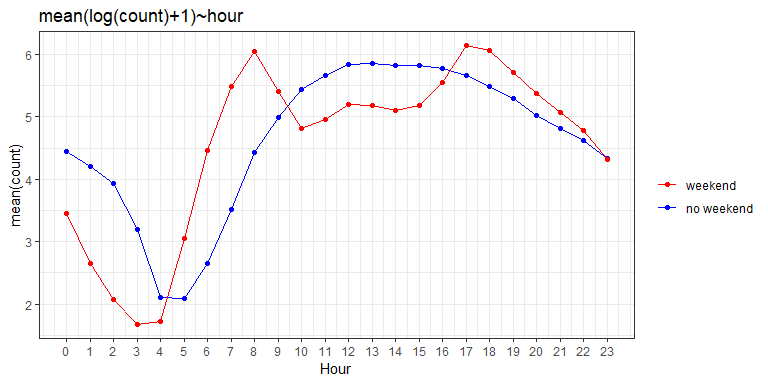 mean(log(count)+1)~hour
mean(count)
6
5
4
3
2
0 1 2 3 4 5 6 7 8 9 10 11 12 13 14 15 16 17 18 19 20 21 22 23
Hour
weekend
no weekend